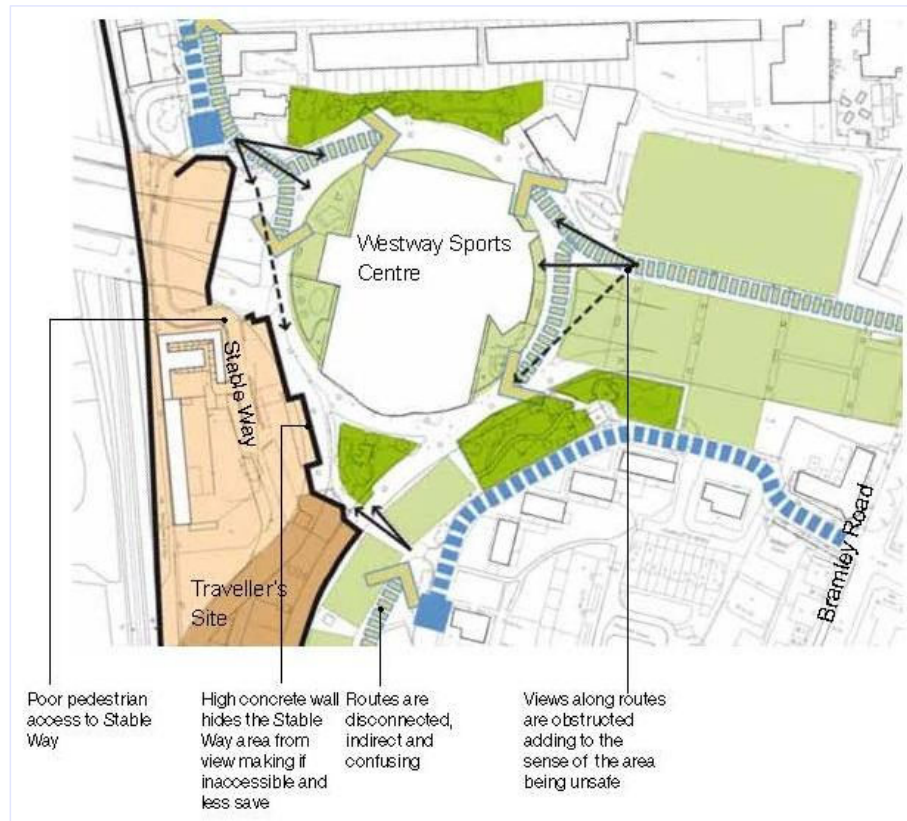 Westway Sports
Centre
Stable Way
Traveller's
Site
Bramley Road
Poor pedestrian
access to Stable
Way
High concrete wall
hides the Stable
Way area from
view making if
inaccessible and
less save
Routes are
disconnected,
indirect and
confusing
Views along routes
are obstructed
adding to the
sense of the area
being unsafe